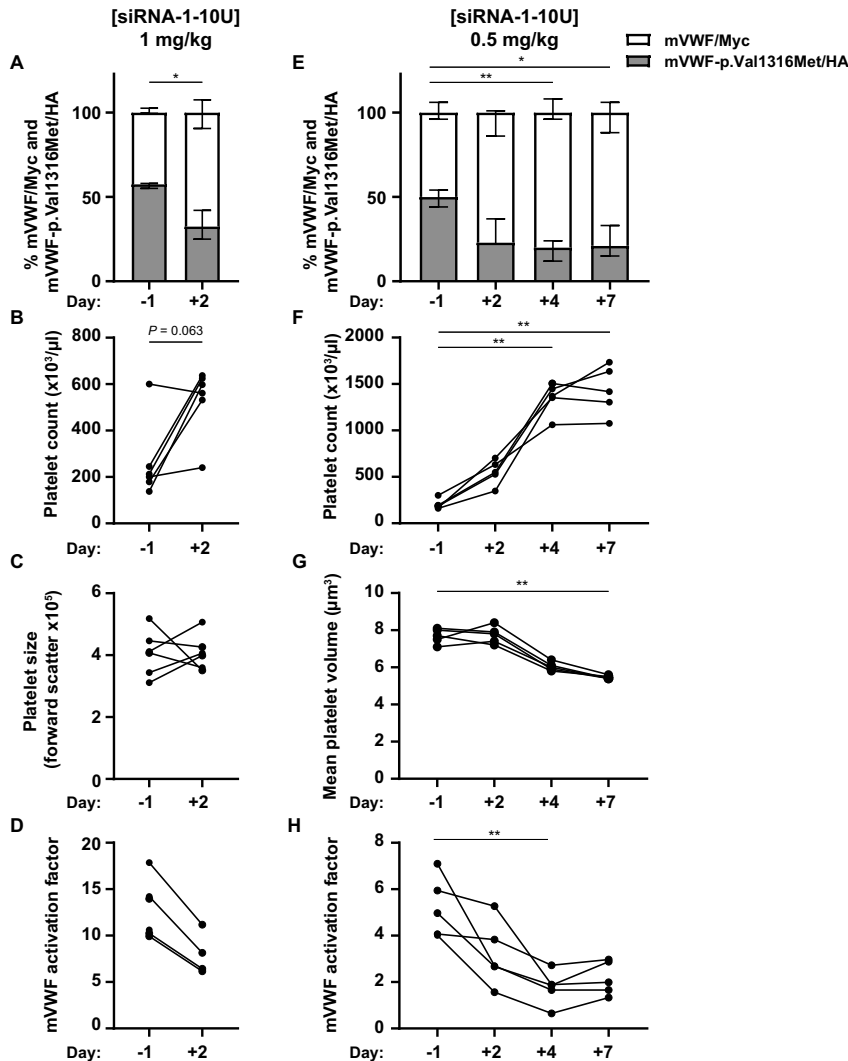 [siRNA-1-10U]
1 mg/kg
[siRNA-1-10U]
0.5 mg/kg
mVWF/Myc
mVWF-p.Val1316Met/HA
A
% mVWF/Myc and
mVWF-p.Val1316Met/HA
100
50
0
*
Day:
-1
+2
E
% mVWF/Myc and
mVWF-p.Val1316Met/HA
100
50
0
*
**
Day:
-1
+2
+4
+7
B
Platelet count (x10³/µl)
800
600
400
200
0
P = 0.063
Day:
-1
+2
F
Platelet count (x10³/µl)
2000
1500
1000
500
0
**
**
Day:
-1
+2
+4
+7
C
Platelet size
(forward scatter x10⁵)
6
4
2
0
Day:
-1
+2
G
Mean platelet volume (µm³)
10
8
6
4
2
0
**
Day:
-1
+2
+4
+7
D
mVWF activation factor
20
15
10
5
0
Day:
-1
+2
H
mVWF activation factor
8
6
4
2
0
**
Day:
-1
+2
+4
+7